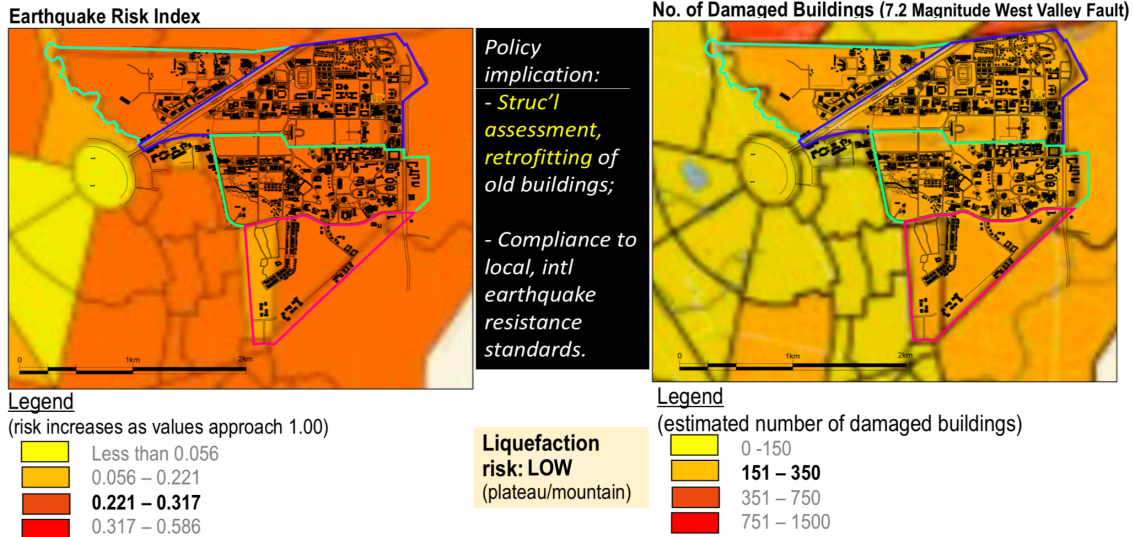 Earthquake Risk Index
0
1km
2km
Legend
(risk increases as values approach 1.00)
Less than 0.056
0.056 – 0.221
0.221 – 0.317
0.317 – 0.586
Policy
implication:
- Struc’l
assessment,
retrofitting of
old buildings;
- Compliance to
local, intl
earthquake
resistance
standards.
Liquefaction
risk: LOW
(plateau/mountain)
No. of Damaged Buildings (7.2 Magnitude West Valley Fault)
0
1km
2km
Legend
(estimated number of damaged buildings)
0 -150
151 – 350
351 – 750
751 – 1500